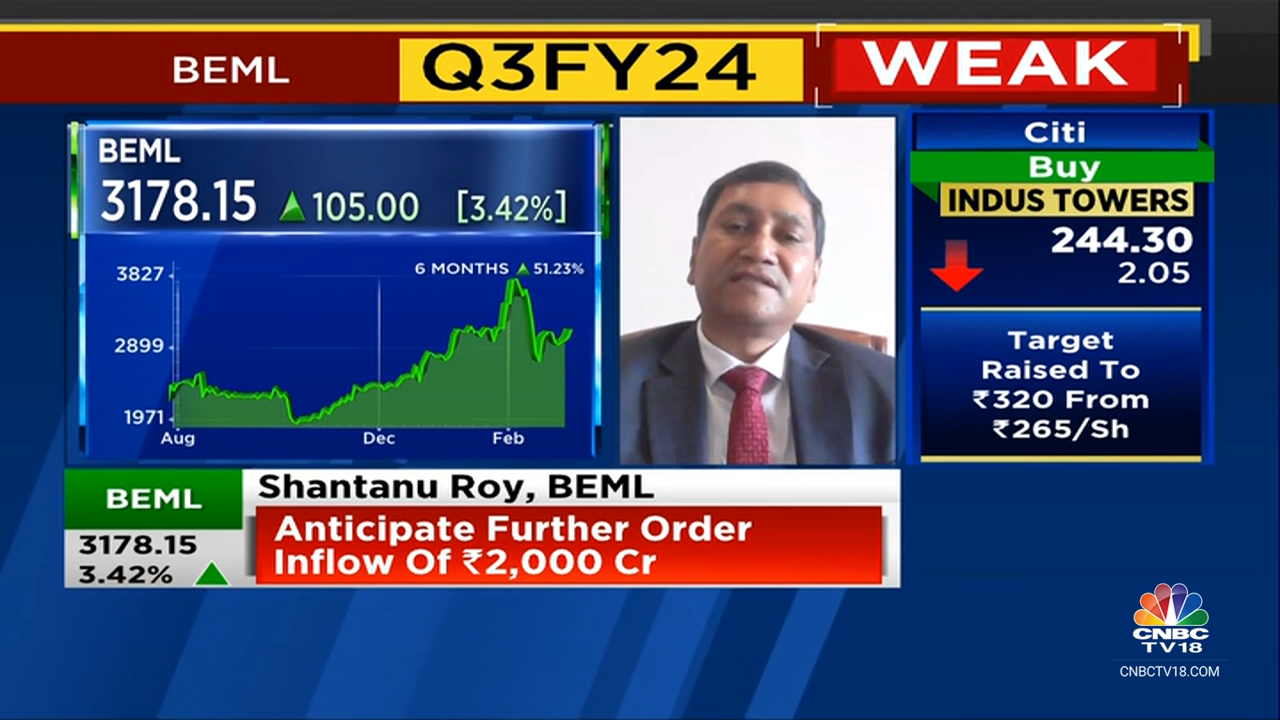 BEML
Q3FY24
WEAK
BEML
3178.15 ▲ 105.00 [3.42%]
6 MONTHS ▲ 51.23%
3827
2899
1971
Aug
Dec
Feb
Citi
Buy
INDUS TOWERS
244.30
2.05
Target
Raised To
₹320 From
₹265/Sh
BEML
3178.15
3.42% ▲
Shantanu Roy, BEML
Anticipate Further Order
Inflow Of ₹2,000 Cr
CNBC
TV18
CNBCTV18.COM